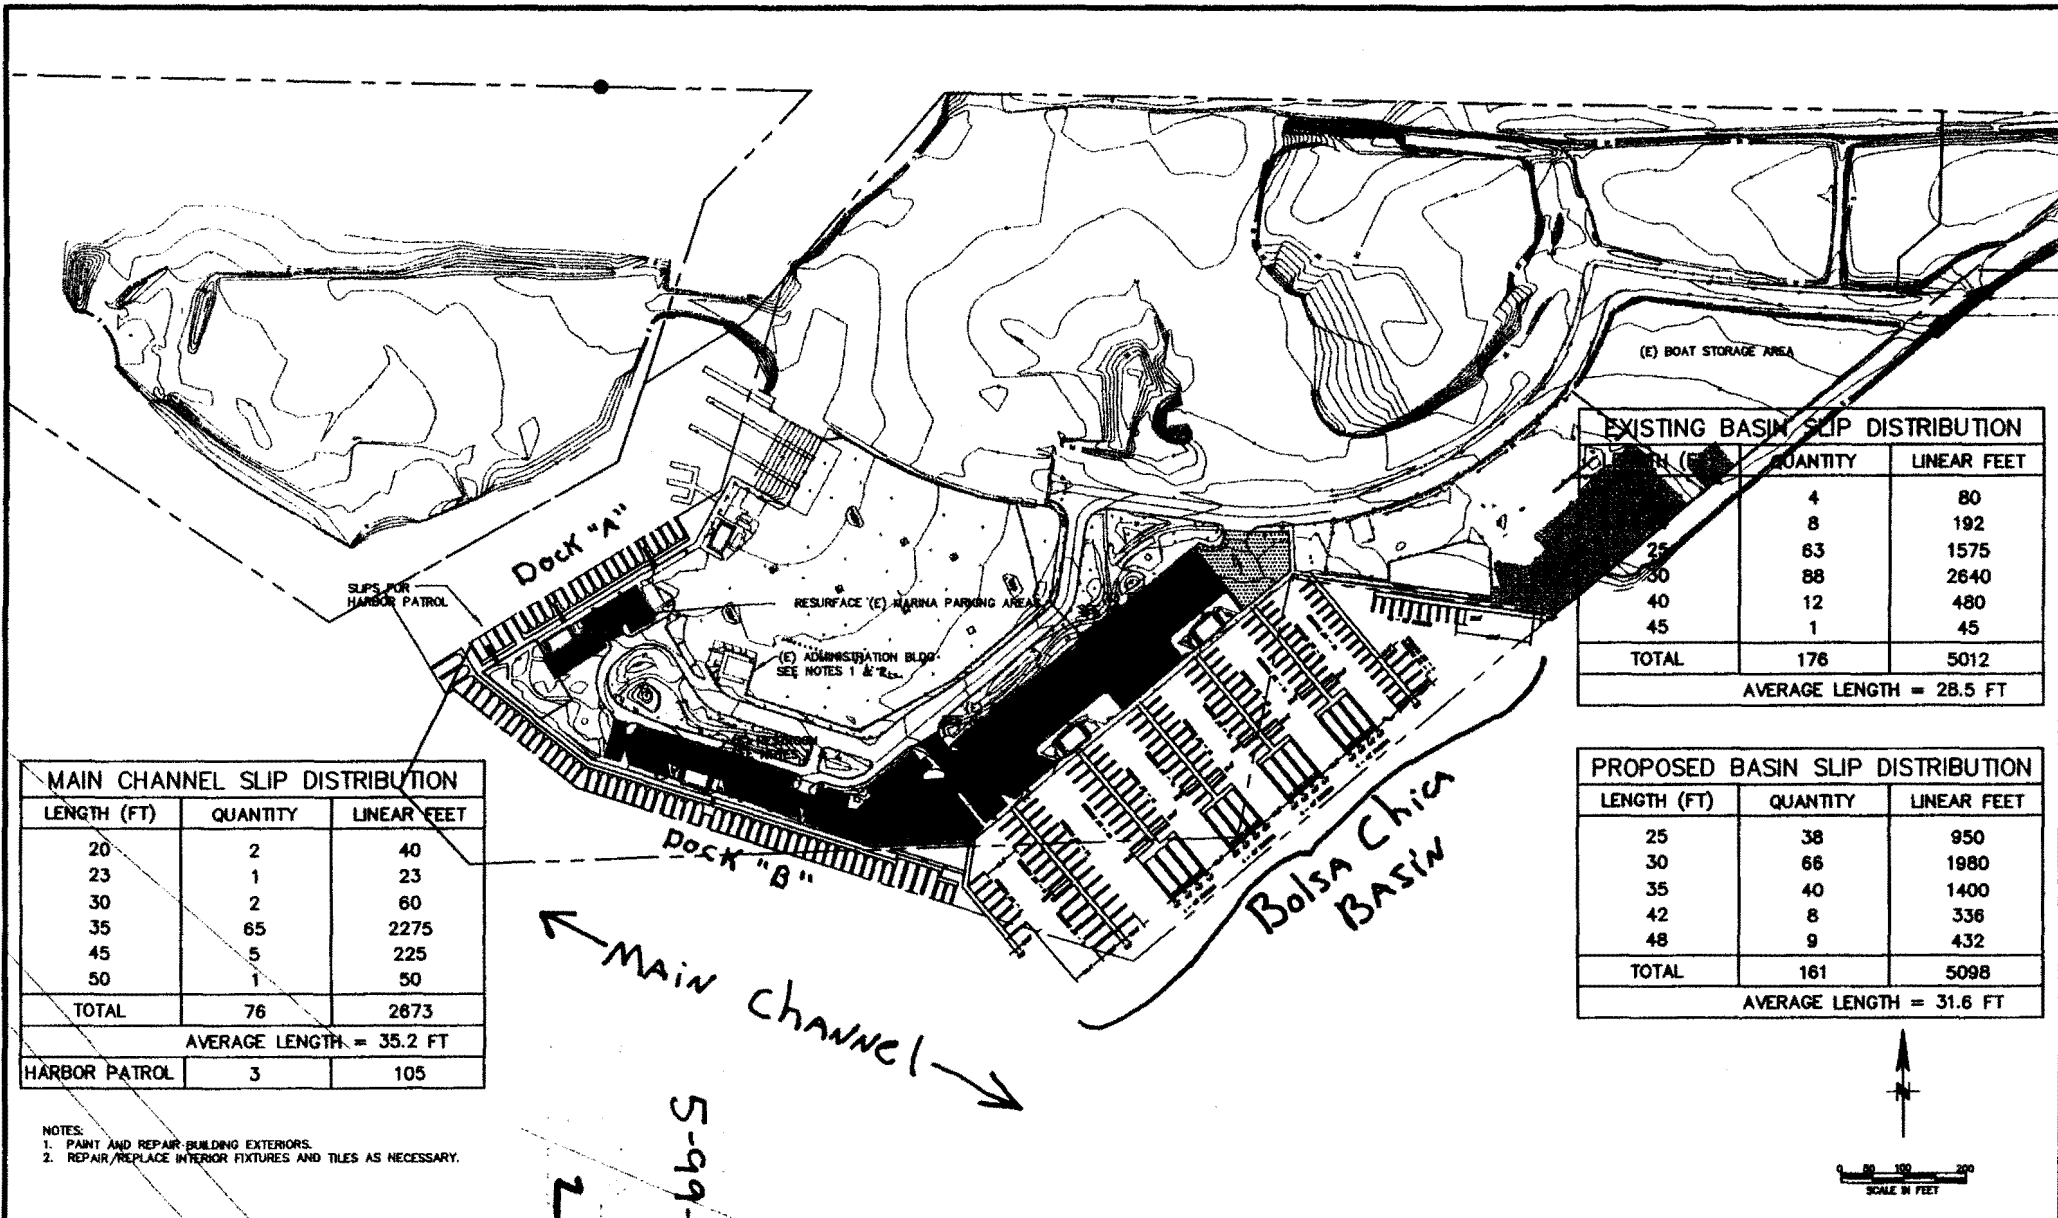 (E) BOAT STORAGE AREA
EXISTING BASIN SLIP DISTRIBUTION
QUANTITY LINEAR FEET
4 80
8 192
25 63 1575
30 88 2640
40 12 480
45 1 45
TOTAL 176 5012
AVERAGE LENGTH = 28.5 FT
DOCK "A"
SLIPS FOR
HARBOR PATROL
RESURFACE (E) MARINA PARKING AREA
(E) ADMINISTRATION BLDG
SEE NOTES 1 & 2
DOCK "B"
Bolsa Chica
BASIN
MAIN ChANNel
MAIN CHANNEL SLIP DISTRIBUTION
LENGTH (FT) QUANTITY LINEAR FEET
20 2 40
23 1 23
30 2 60
35 65 2275
45 5 225
50 1 50
TOTAL 76 2673
AVERAGE LENGTH = 35.2 FT
HARBOR PATROL 3 105
PROPOSED BASIN SLIP DISTRIBUTION
LENGTH (FT) QUANTITY LINEAR FEET
25 38 950
30 66 1980
35 40 1400
42 8 336
48 9 432
TOTAL 161 5098
AVERAGE LENGTH = 31.6 FT
NOTES:
1. PAINT AND REPAIR BUILDING EXTERIORS.
2. REPAIR/REPLACE INTERIOR FIXTURES AND TILES AS NECESSARY.
5-99-
2
N
0 50 100 200
SCALE IN FEET